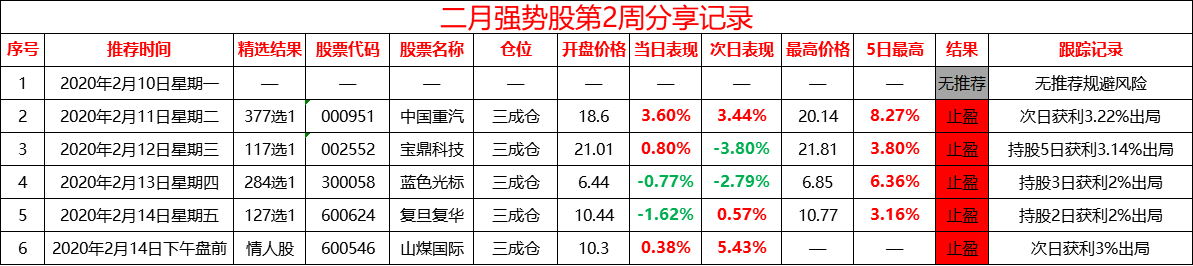 二月强势股第2周分享记录
序号 推荐时间 精选结果 股票代码 股票名称 仓位 开盘价格 当日表现 次日表现 最高价格 5日最高 结果 跟踪记录
1 2020年2月10日星期一 — — — — — — — — — 无推荐 无推荐规避风险
2 2020年2月11日星期二 377选1 000951 中国重汽 三成仓 18.6 3.60% 3.44% 20.14 8.27% 止盈 次日获利3.22%出局
3 2020年2月12日星期三 117选1 002552 宝鼎科技 三成仓 21.01 0.80% -3.80% 21.81 3.80% 止盈 持股5日获利3.14%出局
4 2020年2月13日星期四 284选1 300058 蓝色光标 三成仓 6.44 -0.77% -2.79% 6.85 6.36% 止盈 持股3日获利2%出局
5 2020年2月14日星期五 127选1 600624 复旦复华 三成仓 10.44 -1.62% 0.57% 10.77 3.16% 止盈 持股2日获利2%出局
6 2020年2月14日下午盘前 情人股 600546 山煤国际 三成仓 10.3 0.38% 5.43% — — 止盈 次日获利3%出局